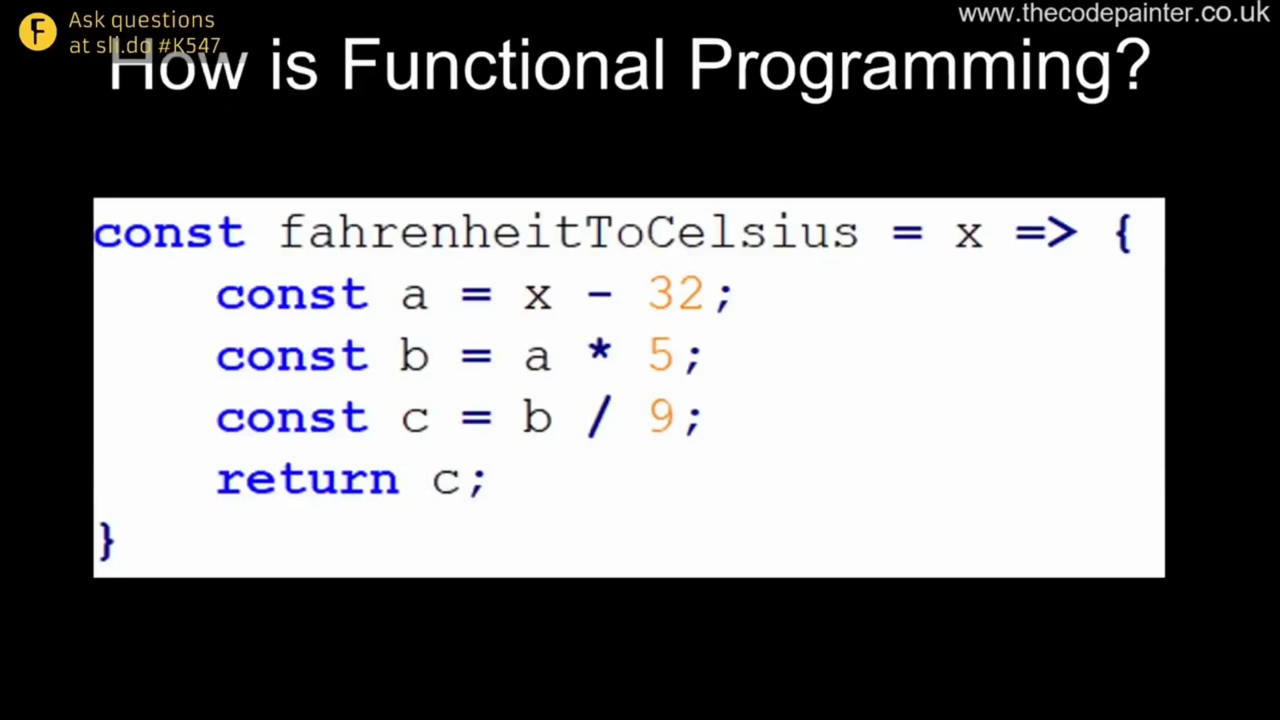 Ask questions
at sli.do #K547
www.thecodepainter.co.uk
How is Functional Programming?
const fahrenheitToCelsius = x => {
    const a = x - 32;
    const b = a * 5;
    const c = b / 9;
    return c;
}